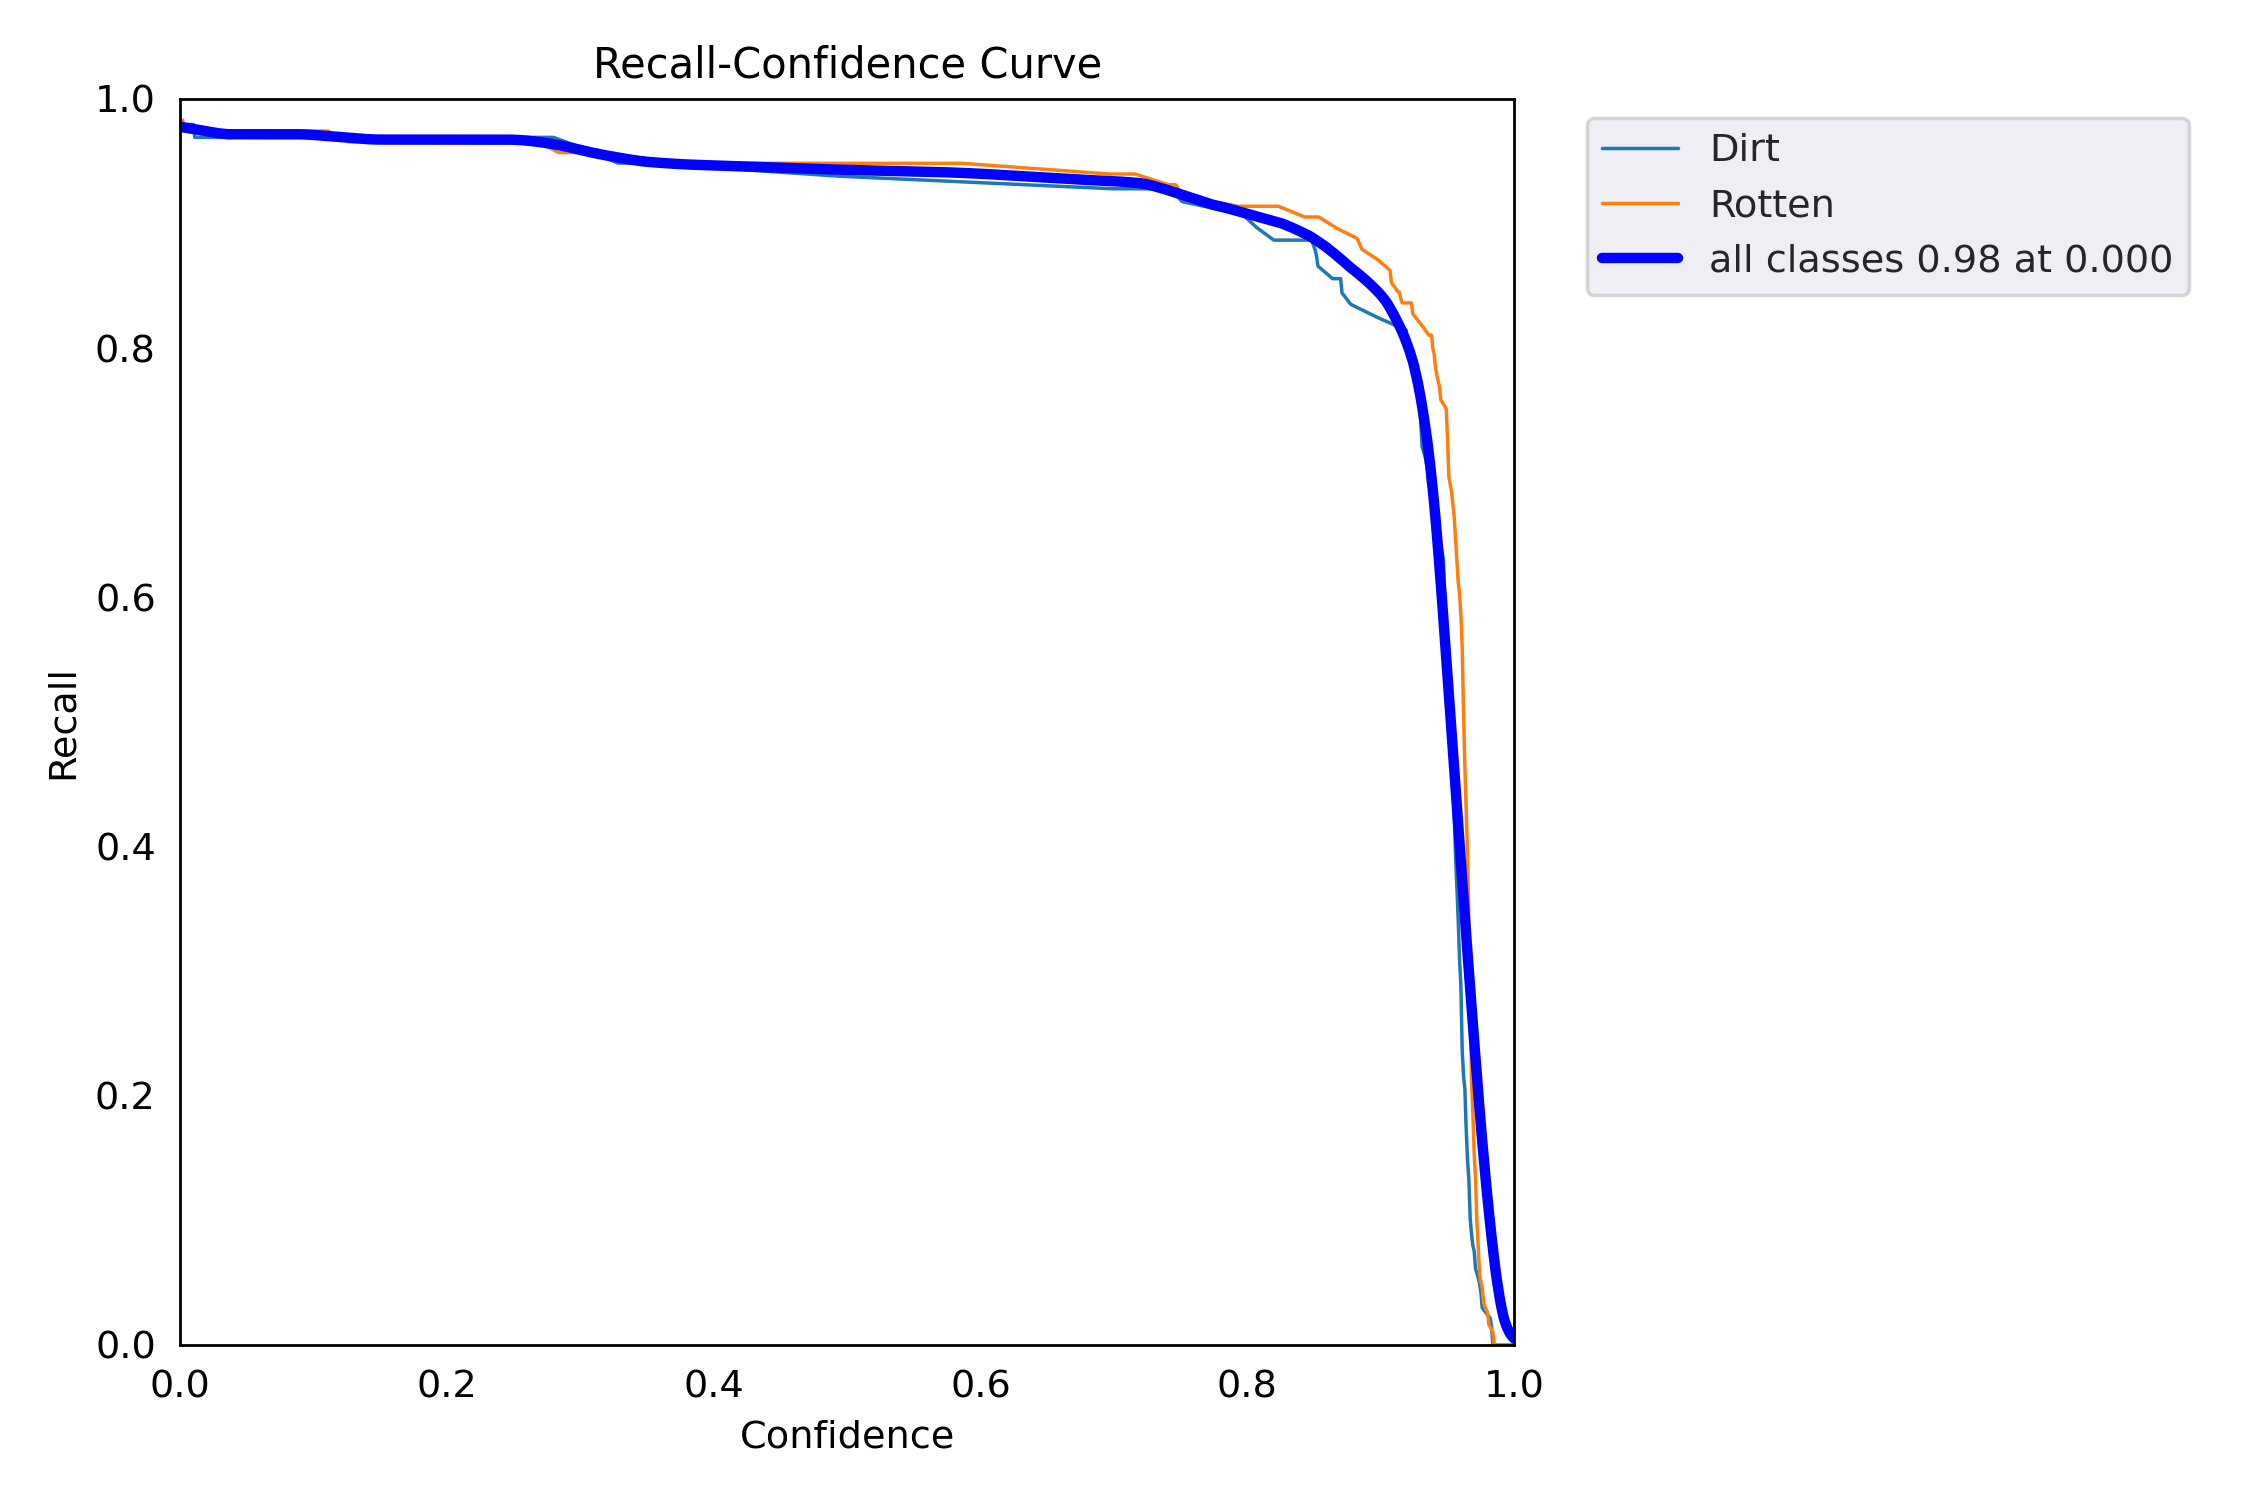 Recall-Confidence Curve
1.0
0.8
0.6
0.4
0.2
0.0
Recall
0.0 0.2 0.4 0.6 0.8 1.0
Confidence
Dirt
Rotten
all classes 0.98 at 0.000